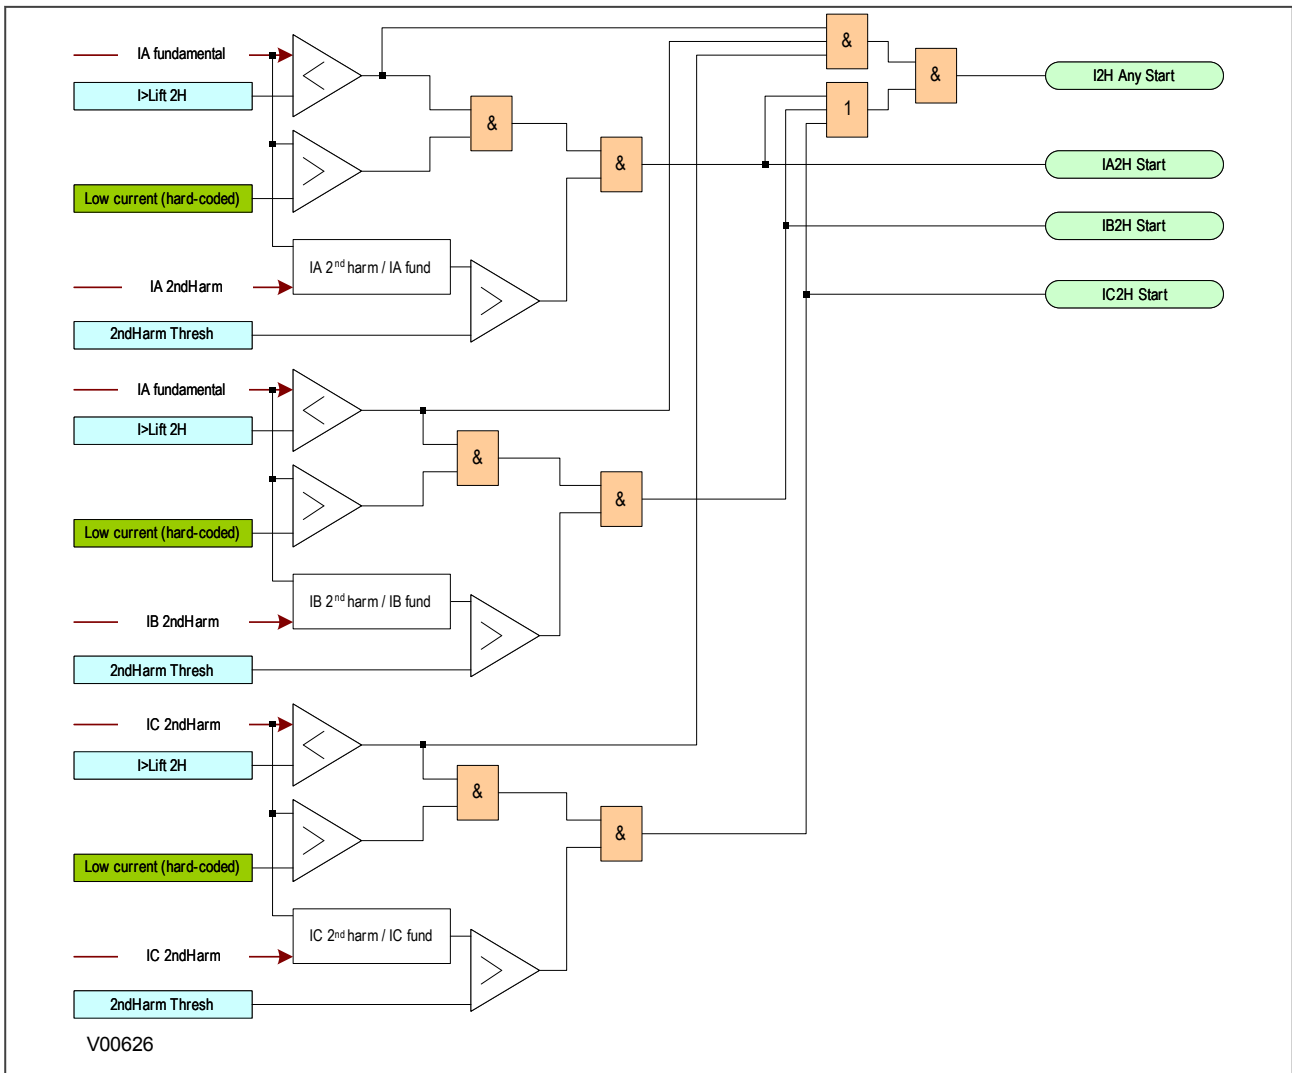 IA fundamental
I>Lift 2H
Low current (hard-coded)
IA 2nd harm / IA fund
IA 2ndHarm
2ndHarm Thresh
&
&
&
1
&
I2H Any Start
IA2H Start
IB2H Start
IC2H Start
IA fundamental
I>Lift 2H
&
&
Low current (hard-coded)
IB 2nd harm / IB fund
IB 2ndHarm
2ndHarm Thresh
IC 2ndHarm
I>Lift 2H
&
&
Low current (hard-coded)
IC 2nd harm / IC fund
IC 2ndHarm
2ndHarm Thresh
V00626